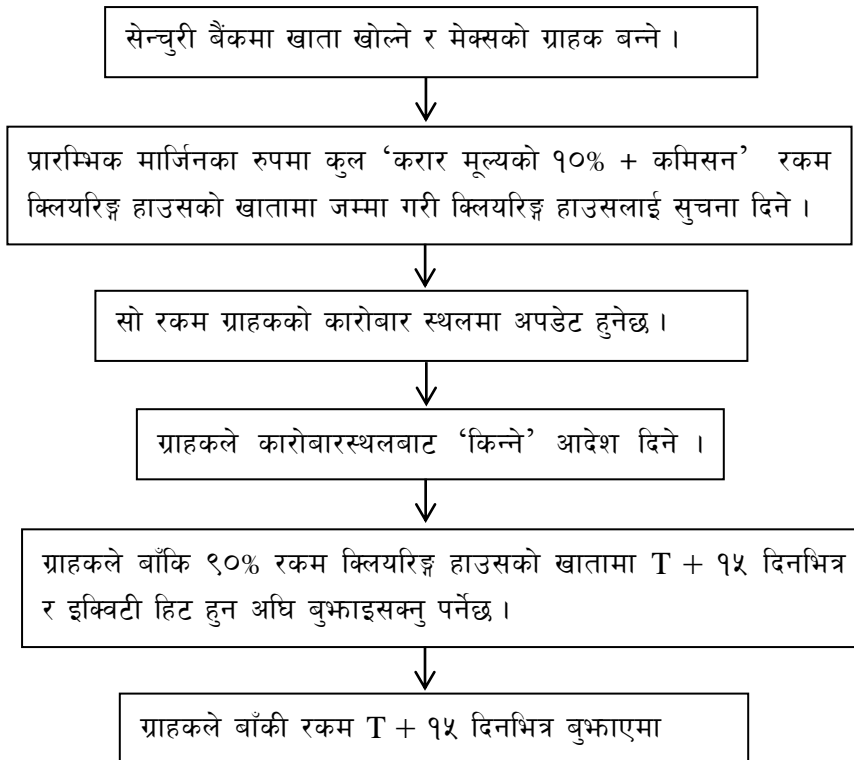 सेन्चुरी बैंकमा खाता खोल्ने र मेक्सको ग्राहक बन्ने ।
प्रारम्भिक मार्जिनका रुपमा कुल ‘करार मूल्यको १०% + कमिसन’ रकम
क्लियरिङ्ग हाउसको खातामा जम्मा गरी क्लियरिङ्ग हाउसलाई सुचना दिने ।
सो रकम ग्राहकको कारोबार स्थलमा अपडेट हुनेछ ।
ग्राहकले कारोबारस्थलबाट ‘किन्ने’ आदेश दिने ।
ग्राहकले बाँकि ९०% रकम क्लियरिङ्ग हाउसको खातामा T + १५ दिनभित्र
र इक्विटी हिट हुन अघि बुझाइसक्नु पर्नेछ ।
ग्राहकले बाँकी रकम T + १५ दिनभित्र बुझाएमा